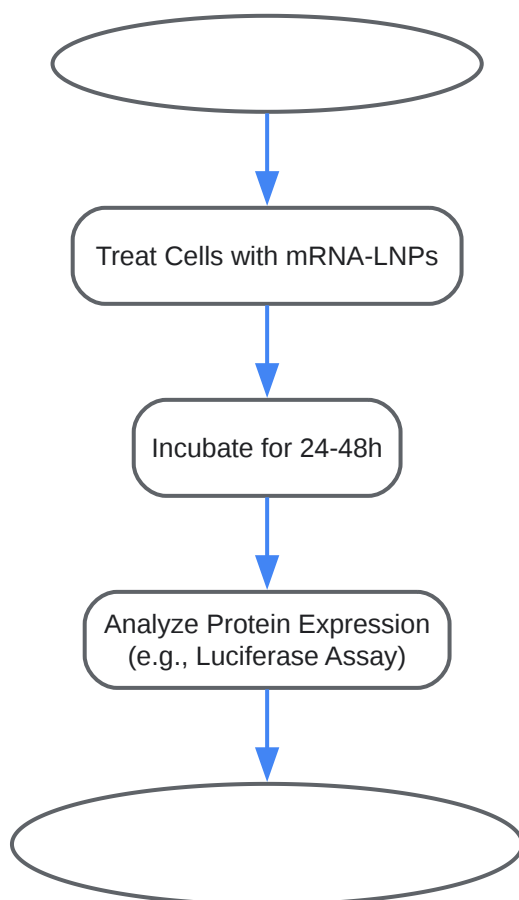 Treat Cells with mRNA-LNPs
Incubate for 24-48h
Analyze Protein Expression
(e.g., Luciferase Assay)